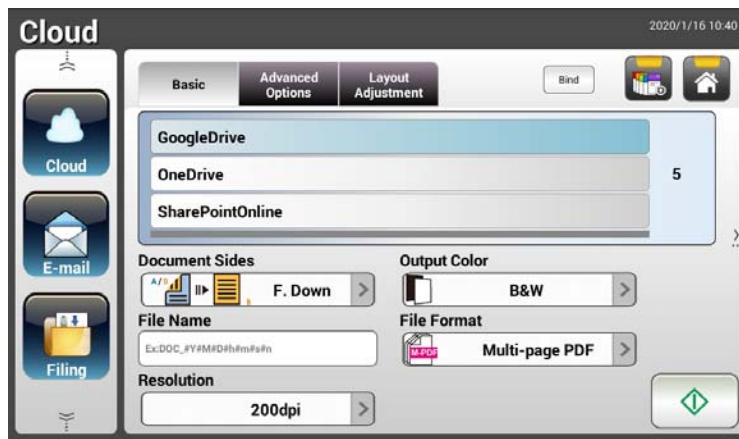 Cloud
2020/1/16 10:40
Basic
Advanced
Options
Layout
Adjustment
Bind
Cloud
E-mail
Filing
GoogleDrive
OneDrive
SharePointOnline
5
Document Sides
A/
F. Down
Output Color
B&W
File Name
Ex:DOC_#Y#M#D#h#m#s#n
File Format
M-PDF
Multi-page PDF
Resolution
200dpi